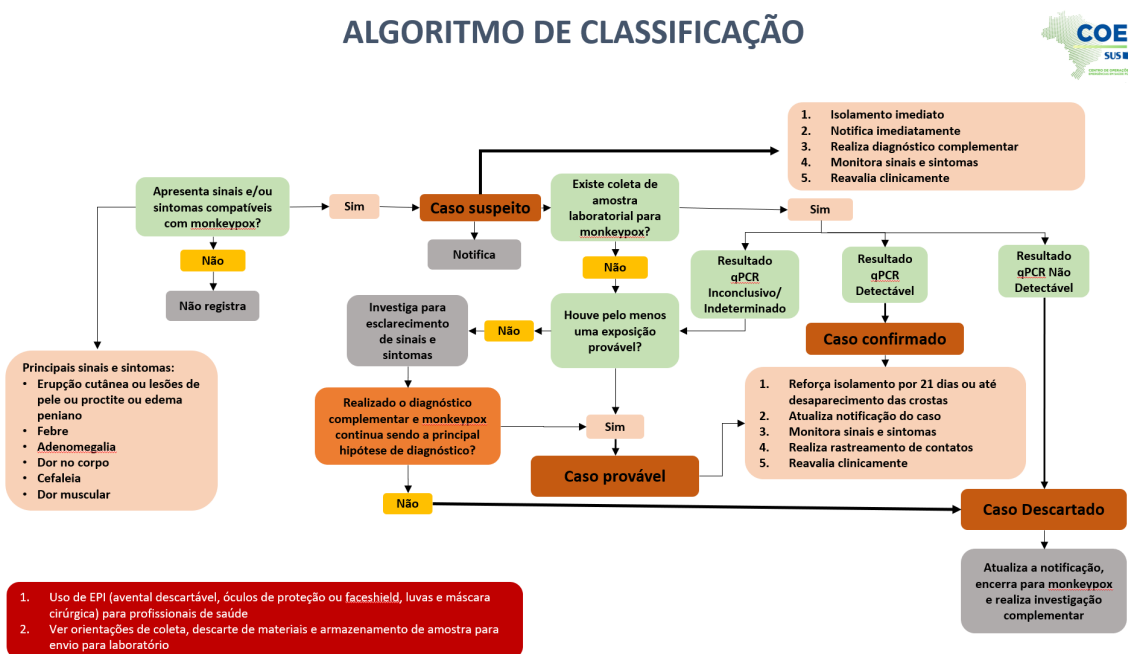 ALGORITMO DE CLASSIFICAÇÃO
COE
SUS
1. Isolamento imediato
2. Notifica imediatamente
3. Realiza diagnóstico complementar
4. Monitora sinais e sintomas
5. Reavalia clinicamente
Apresenta sinais e/ou
sintomas compatíveis
com monkeypox?
Sim
Caso suspeito
Existe coleta de
amostra
laboratorial para
monkeypox?
Sim
Não
Não registra
Notifica
Não
Resultado
qPCR
Inconclusivo/
Indeterminado
Resultado
qPCR
Detectável
Resultado
qPCR Não
Detectável
Investiga para
esclarecimento
de sinais e
sintomas
Não
Houve pelo menos
uma exposição
provável?
Caso confirmado
Principais sinais e sintomas:
• Erupção cutânea ou lesões de
pele ou proctite ou edema
peniano
• Febre
• Adenomegalia
• Dor no corpo
• Cefaleia
• Dor muscular
Realizado o diagnóstico
complementar e monkeypox
continua sendo a principal
hipótese de diagnóstico?
Sim
1. Reforça isolamento por 21 dias ou até
desaparecimento das crostas
2. Atualiza notificação do caso
3. Monitora sinais e sintomas
4. Realiza rastreamento de contatos
5. Reavalia clinicamente
Caso provável
Não
Caso Descartado
Atualiza a notificação,
encerra para monkeypox
e realiza investigação
complementar
1. Uso de EPI (avental descartável, óculos de proteção ou faceshield, luvas e máscara
cirúrgica) para profissionais de saúde
2. Ver orientações de coleta, descarte de materiais e armazenamento de amostra para
envio para laboratório